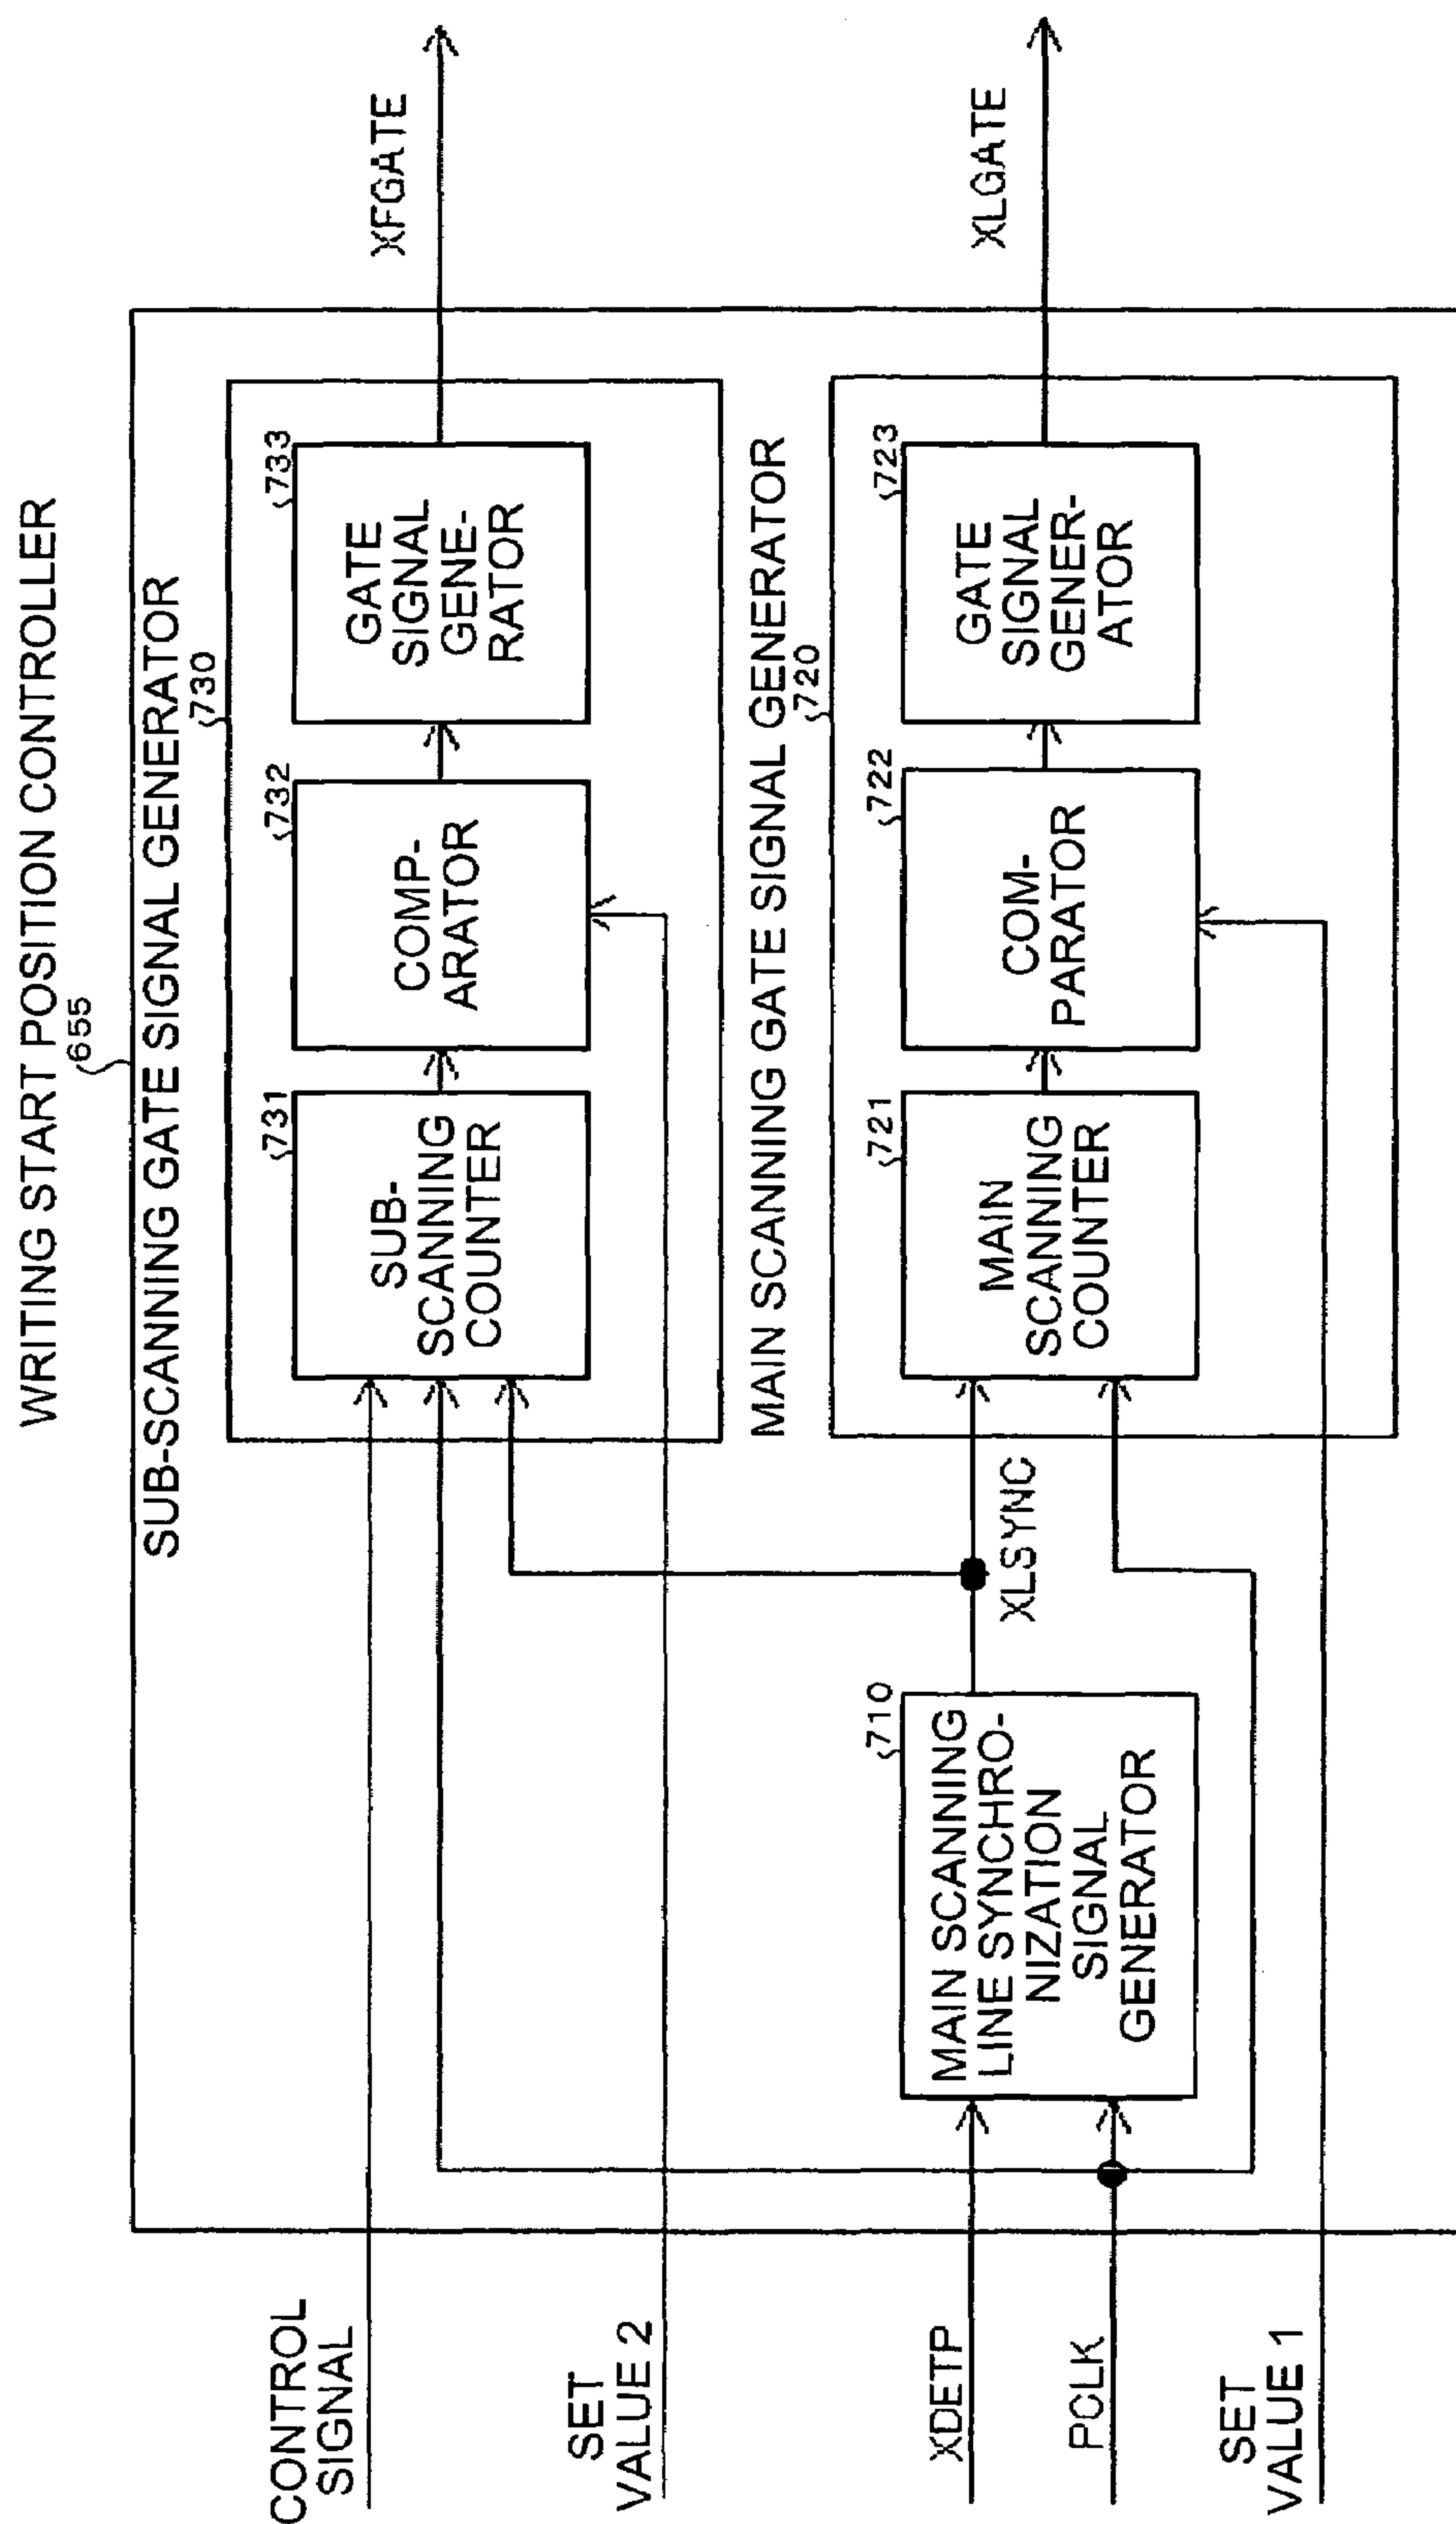 WRITING START POSITION CONTROLLER
655
SUB-SCANNING GATE SIGNAL GENERATOR
730
CONTROL
SIGNAL
731
SUB-
SCANNING
COUNTER
732
COMP-
ARATOR
733
GATE
SIGNAL
GENE-
RATOR
XFGATE
SET
VALUE 2
MAIN SCANNING GATE SIGNAL GENERATOR
720
XDETP
PCLK
710
MAIN SCANNING
LINE SYNCHRO-
NIZATION
SIGNAL
GENERATOR
XLSYNC
721
MAIN
SCANNING
COUNTER
722
COM-
PARATOR
723
GATE
SIGNAL
GENER-
ATOR
XLGATE
SET
VALUE 1